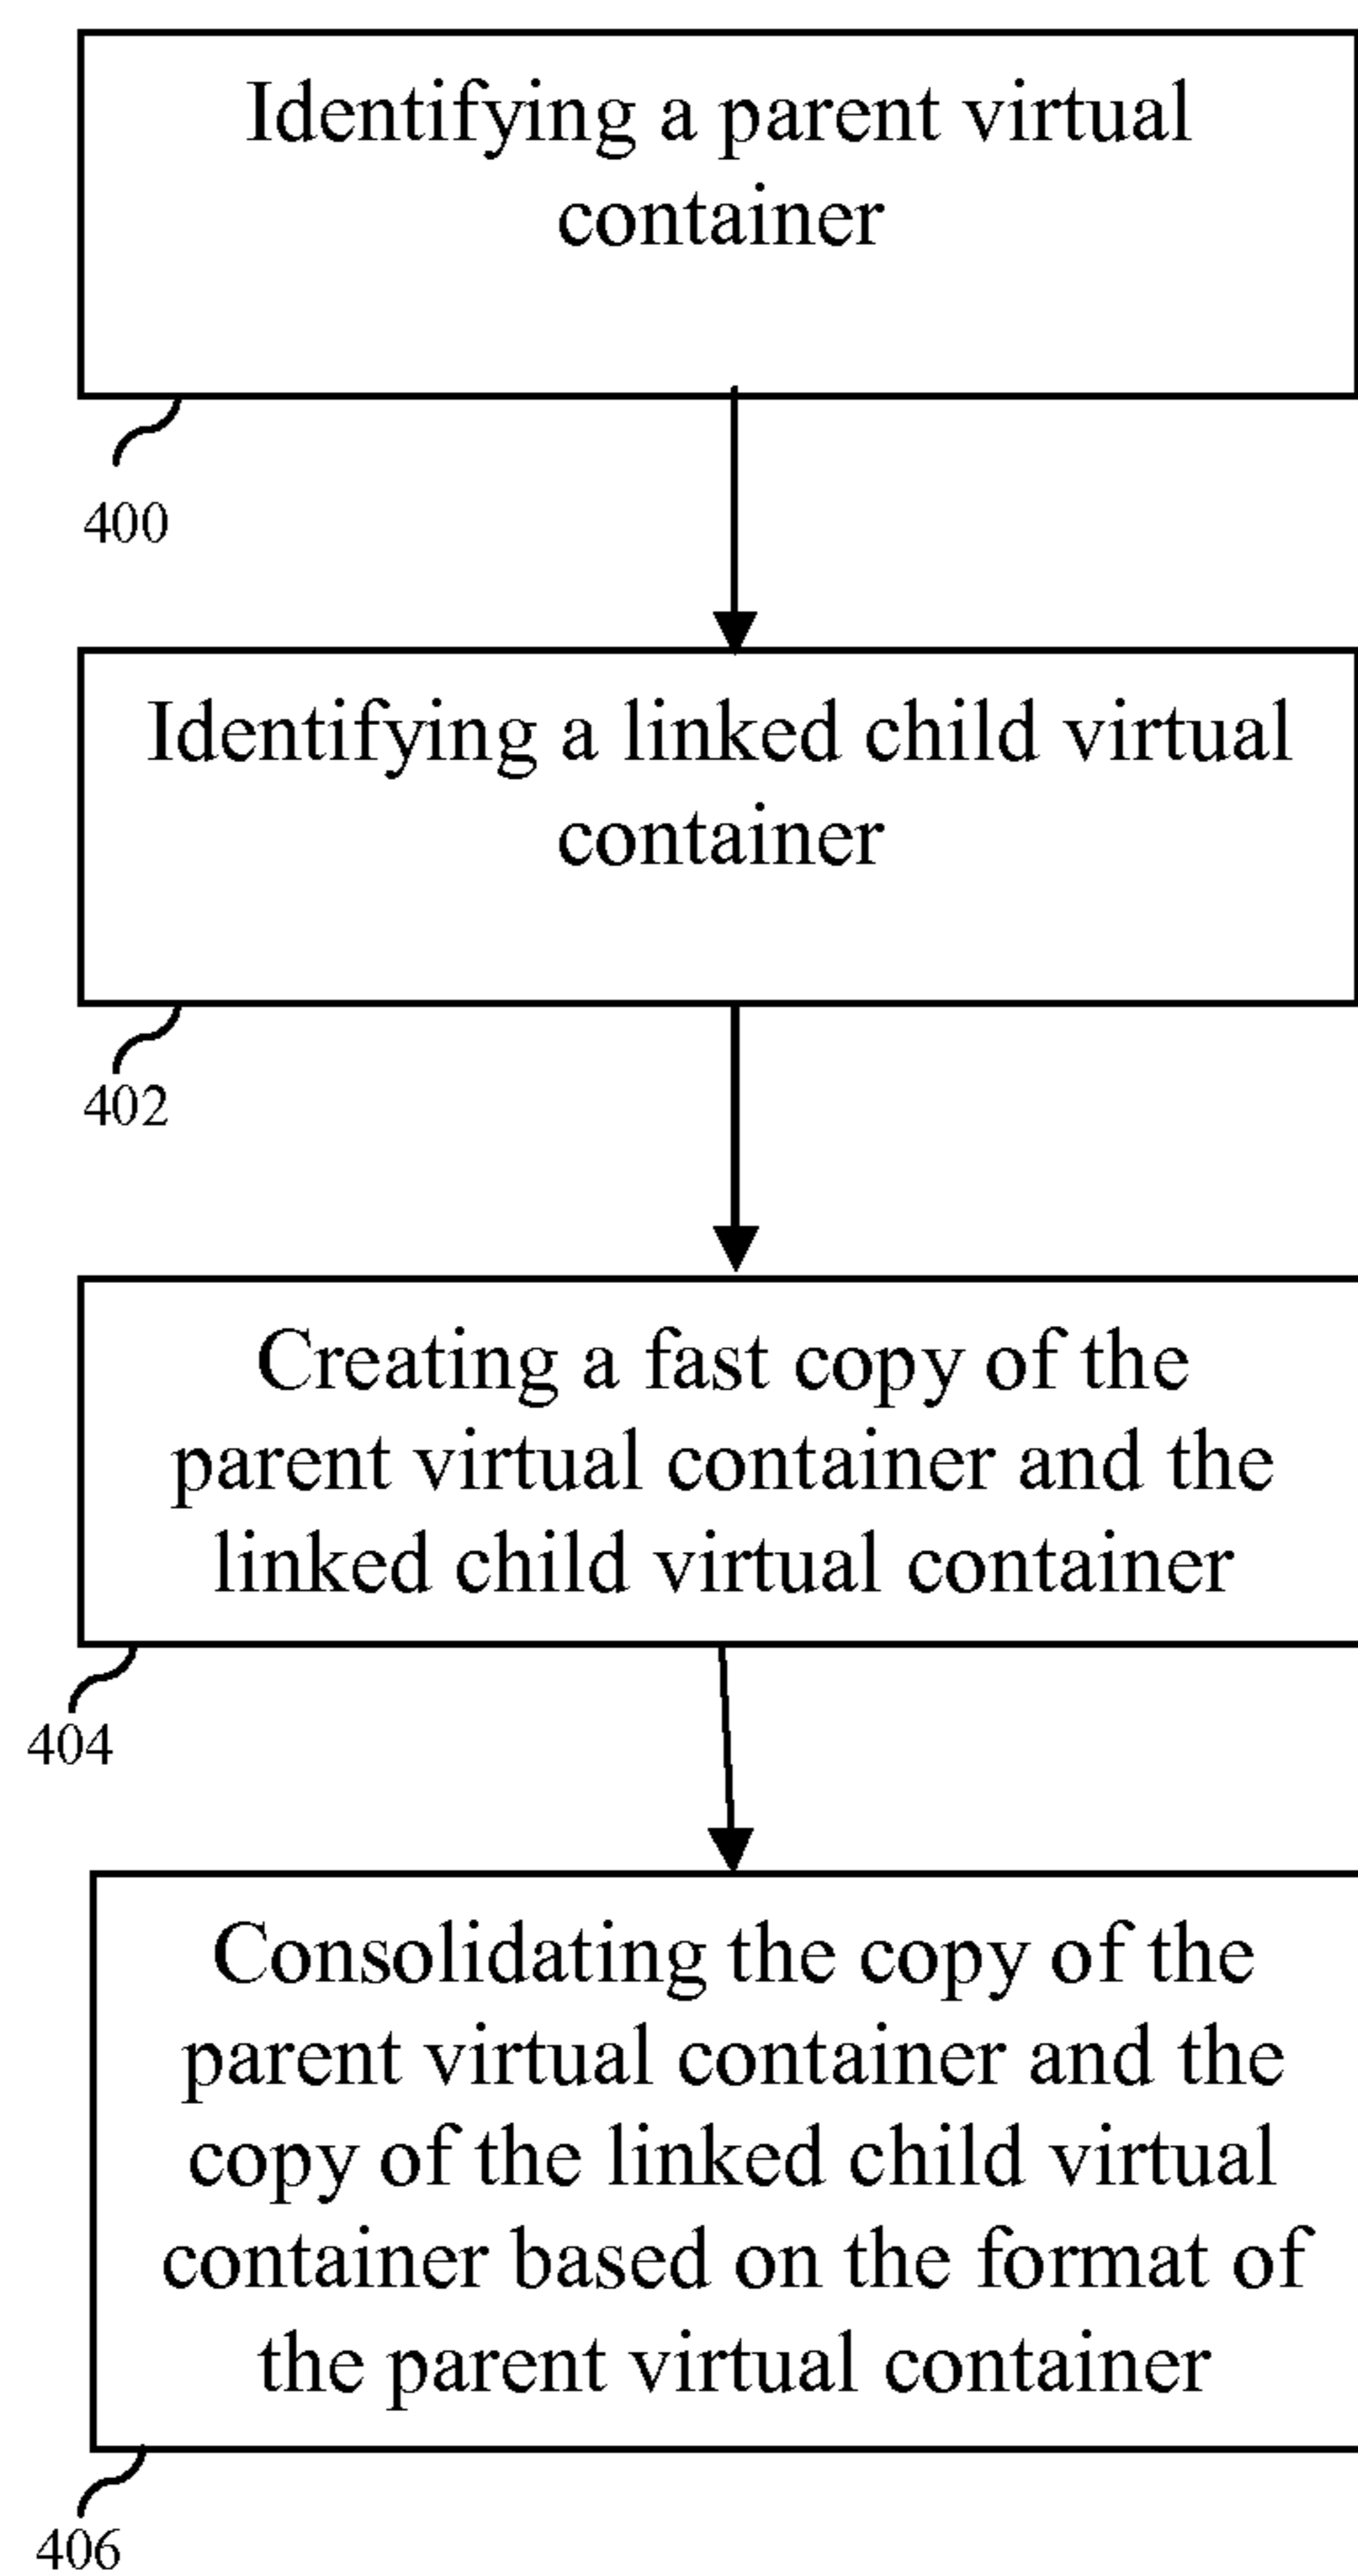 Identifying a parent virtual
container
400
Identifying a linked child virtual
container
402
Creating a fast copy of the
parent virtual container and the
linked child virtual container
404
Consolidating the copy of the
parent virtual container and the
copy of the linked child virtual
container based on the format of
the parent virtual container
406